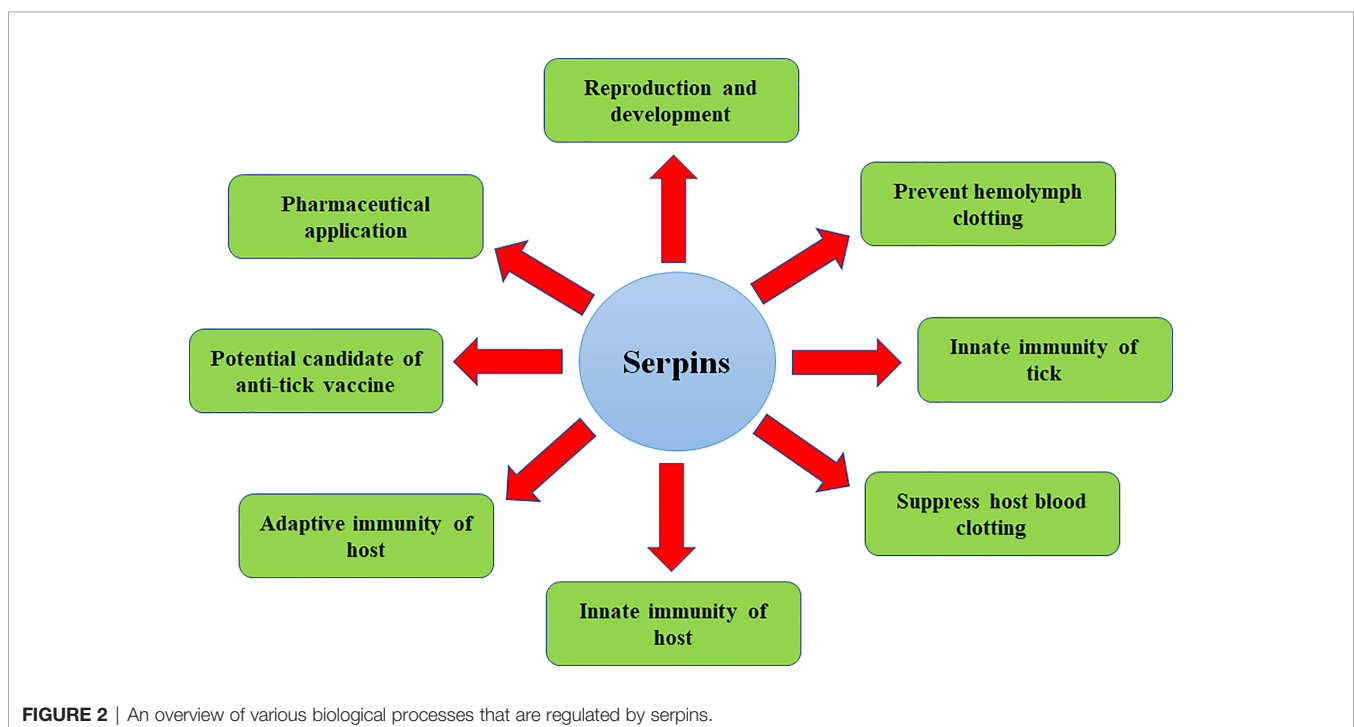 Reproduction and
development
Pharmaceutical
application
Prevent hemolymph
clotting
Potential candidate of
anti-tick vaccine
Serpins
Innate immunity of
tick
Adaptive immunity of
host
Suppress host blood
clotting
Innate immunity of
host
FIGURE 2 | An overview of various biological processes that are regulated by serpins.